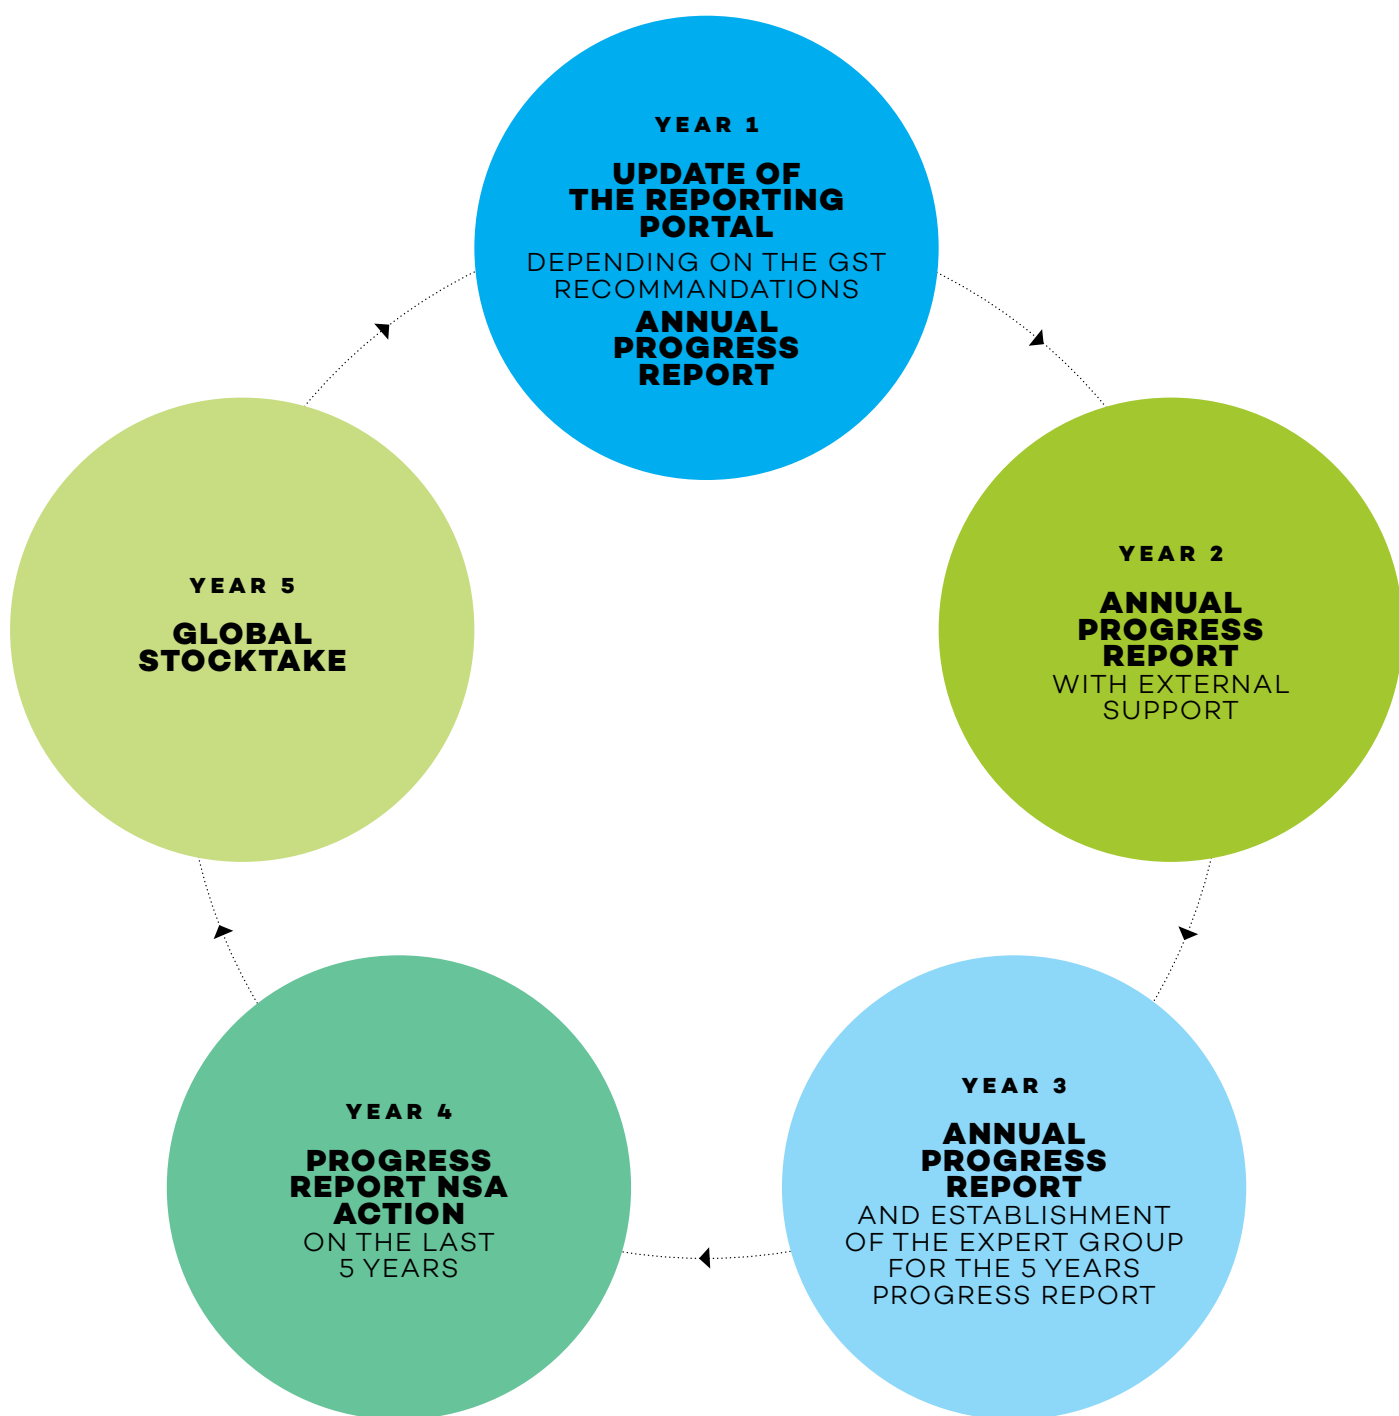 YEAR 1
UPDATE OF
THE REPORTING
PORTAL
DEPENDING ON THE GST
RECOMMANDATIONS
ANNUAL
PROGRESS
REPORT
YEAR 2
ANNUAL
PROGRESS
REPORT
WITH EXTERNAL
SUPPORT
YEAR 3
ANNUAL
PROGRESS
REPORT
AND ESTABLISHMENT
OF THE EXPERT GROUP
FOR THE 5 YEARS
PROGRESS REPORT
YEAR 4
PROGRESS
REPORT NSA
ACTION
ON THE LAST
5 YEARS
YEAR 5
GLOBAL
STOCKTAKE